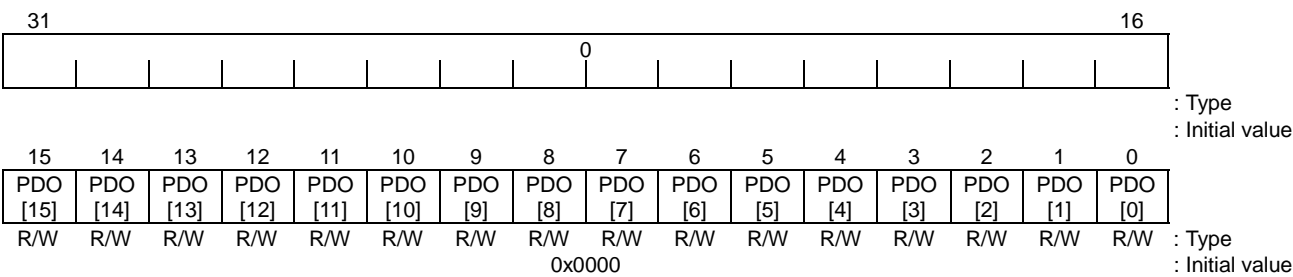 31 16
0
: Type
: Initial value
15 14 13 12 11 10 9 8 7 6 5 4 3 2 1 0
PDO PDO PDO PDO PDO PDO PDO PDO PDO PDO PDO PDO PDO PDO PDO PDO
[15] [14] [13] [12] [11] [10] [9] [8] [7] [6] [5] [4] [3] [2] [1] [0]
R/W R/W R/W R/W R/W R/W R/W R/W R/W R/W R/W R/W R/W R/W R/W R/W : Type
0x0000 : Initial value